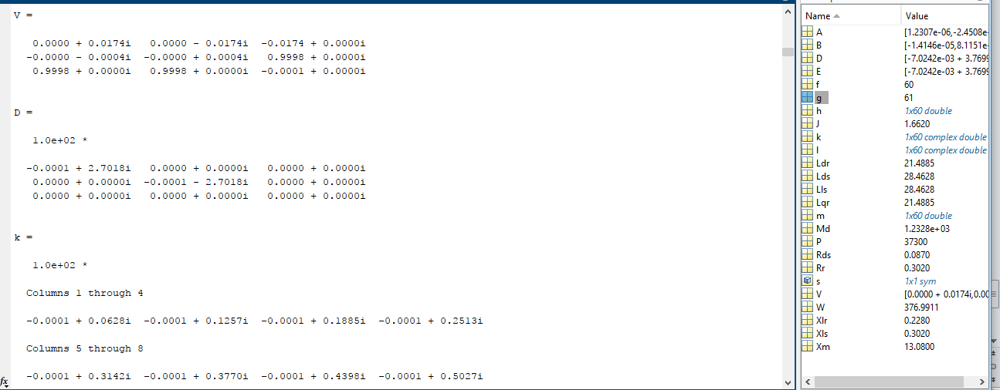 V =
0.0000 + 0.0174i   0.0000 - 0.0174i  -0.0174 + 0.0000i
-0.0000 - 0.0004i  -0.0000 + 0.0004i   0.9998 + 0.0000i
0.9998 + 0.0000i   0.9998 + 0.0000i  -0.0001 + 0.0000i
D =
1.0e+02 *
-0.0001 + 2.7018i   0.0000 + 0.0000i   0.0000 + 0.0000i
0.0000 + 0.0000i  -0.0001 - 2.7018i   0.0000 + 0.0000i
0.0000 + 0.0000i   0.0000 + 0.0000i   0.0000 + 0.0000i
k =
1.0e+02 *
Columns 1 through 4
-0.0001 + 0.0628i  -0.0001 + 0.1257i  -0.0001 + 0.1885i  -0.0001 + 0.2513i
Columns 5 through 8
-0.0001 + 0.3142i  -0.0001 + 0.3770i  -0.0001 + 0.4398i  -0.0001 + 0.5027i
fx
Name Value
A [1.2307e-06,-2.4508e-
B [-1.4146e-05,8.1151e-
D [-7.0242e-03 + 3.7699
E [-7.0242e-03 + 3.7699
f 60
g 61
h 1x60 double
J 1.6620
k 1x60 complex double
l 1x60 complex double
Ldr 21.4885
Lds 28.4628
Lls 28.4628
Lqr 21.4885
m 1x60 double
Md 1.2328e+03
P 37300
Rds 0.0870
Rr 0.3020
s 1x1 sym
V [0.0000 + 0.0174i,0.00
W 376.9911
Xlr 0.2280
Xls 0.3020
Xm 13.0800